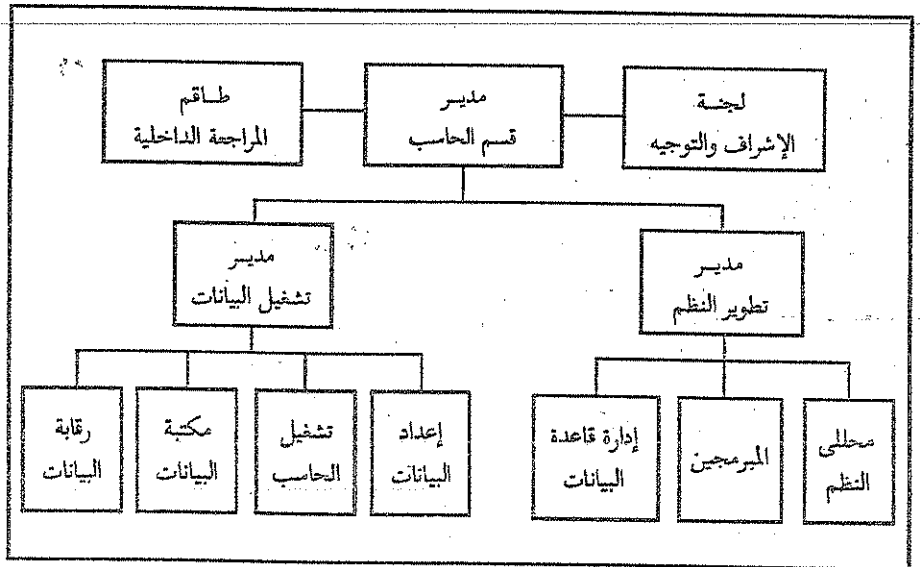 لجنة
الإشراف والتوجيه
مدير
قسم الحاسب
طاقم
المراجعة الداخلية
مدير
تطوير النظم
مدير
تشغيل البيانات
محللى
النظم
المبرمجين
إدارة قاعدة
البيانات
إعداد
البيانات
تشغيل
الحاسب
مكتبة
البيانات
رقابة
البيانات